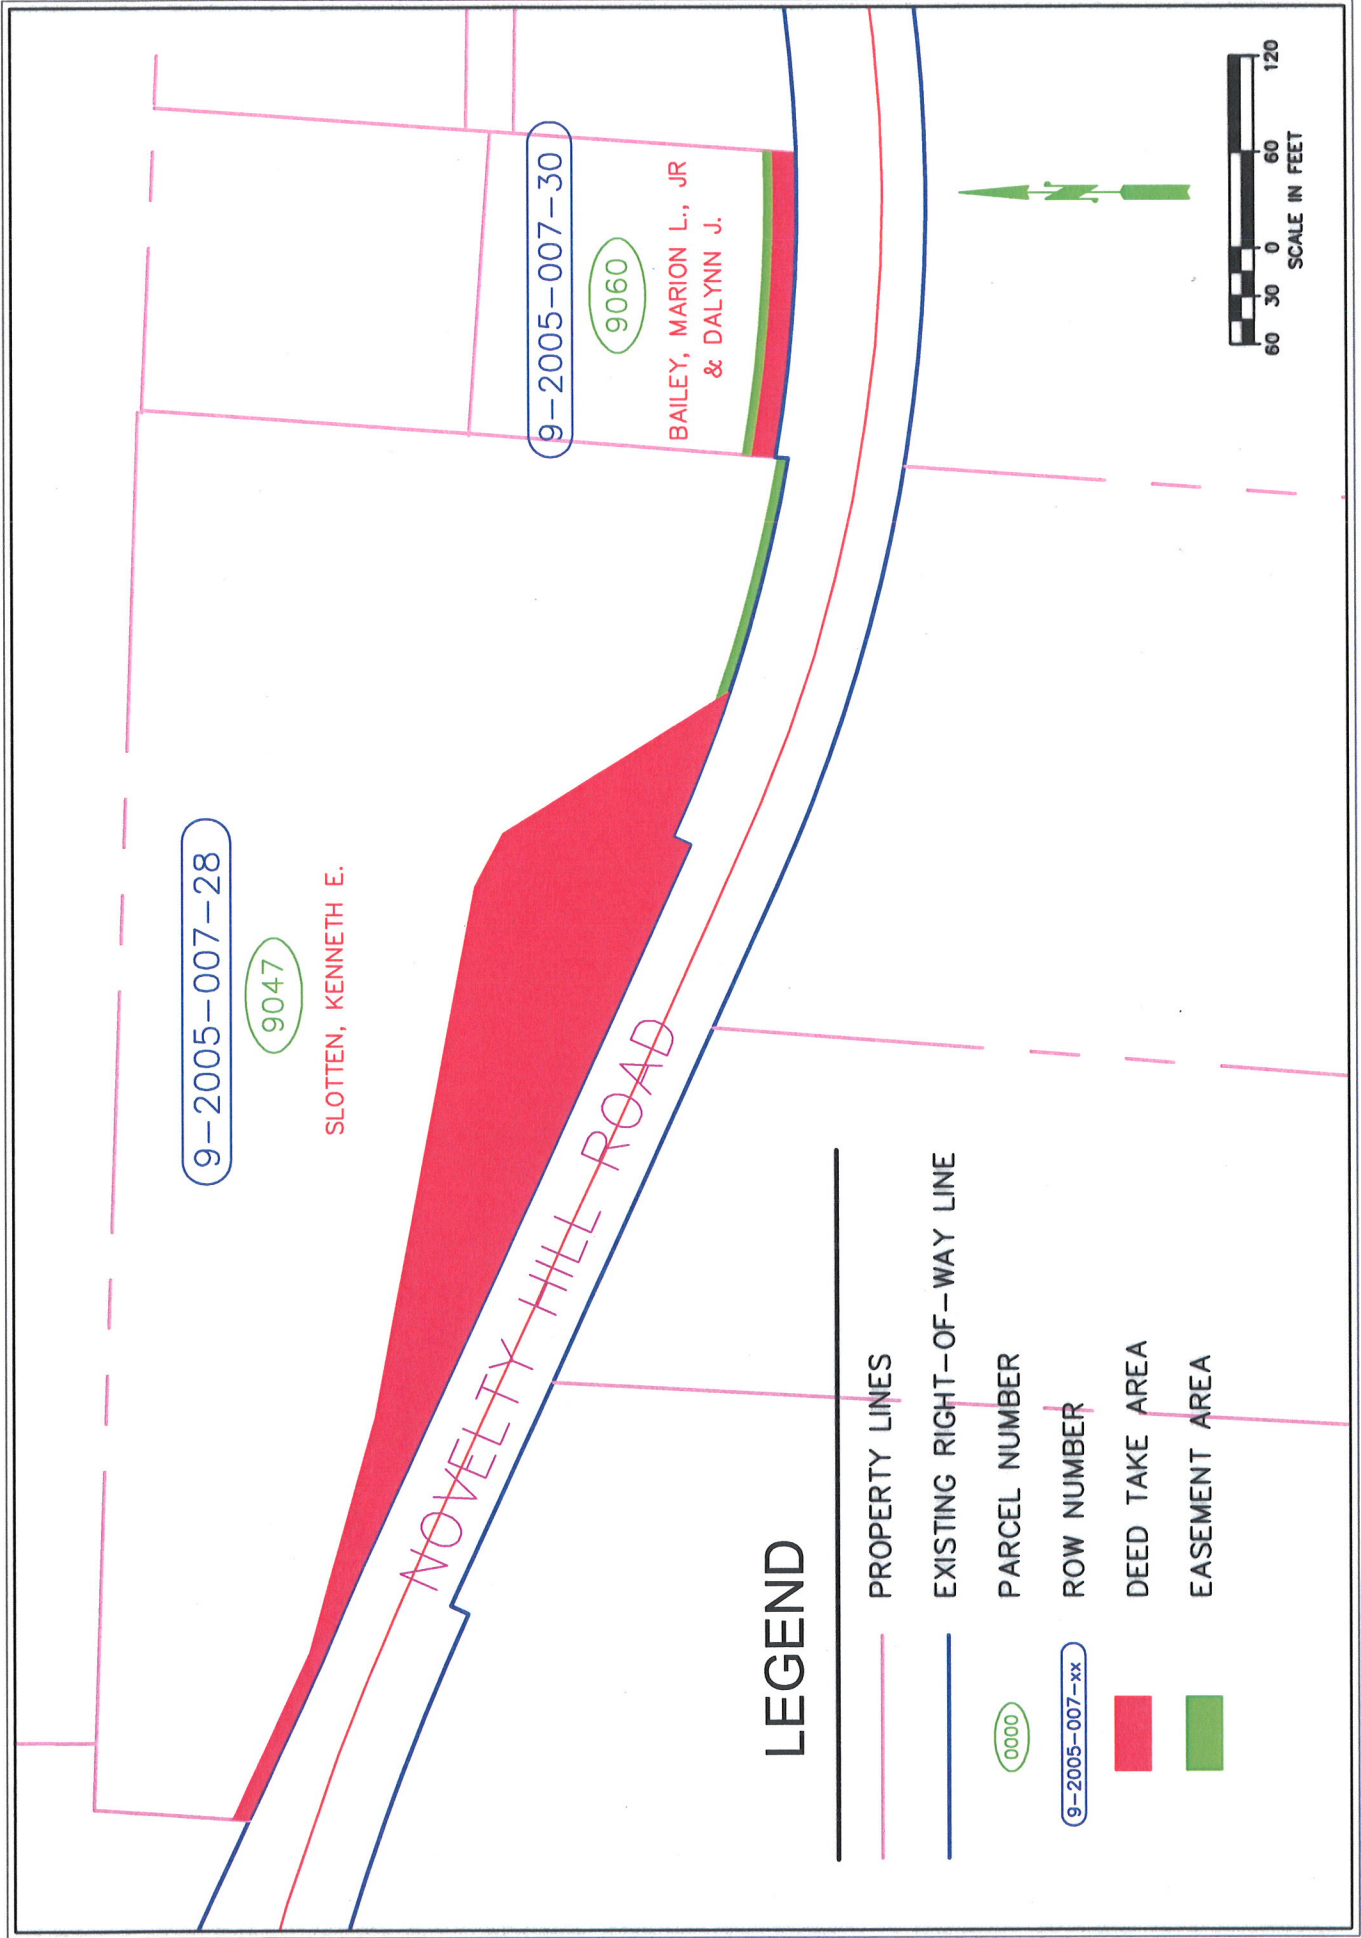 9-2005-007-28
9047
SLOTTEN, KENNETH E.
9-2005-007-30
9060
BAILEY, MARION L., JR
& DALYNN J.
NOVELTY HILL ROAD
LEGEND
PROPERTY LINES
EXISTING RIGHT-OF-WAY LINE
0000 PARCEL NUMBER
9-2005-007-xx ROW NUMBER
DEED TAKE AREA
EASEMENT AREA
N
60 30 0 60 120
SCALE IN FEET